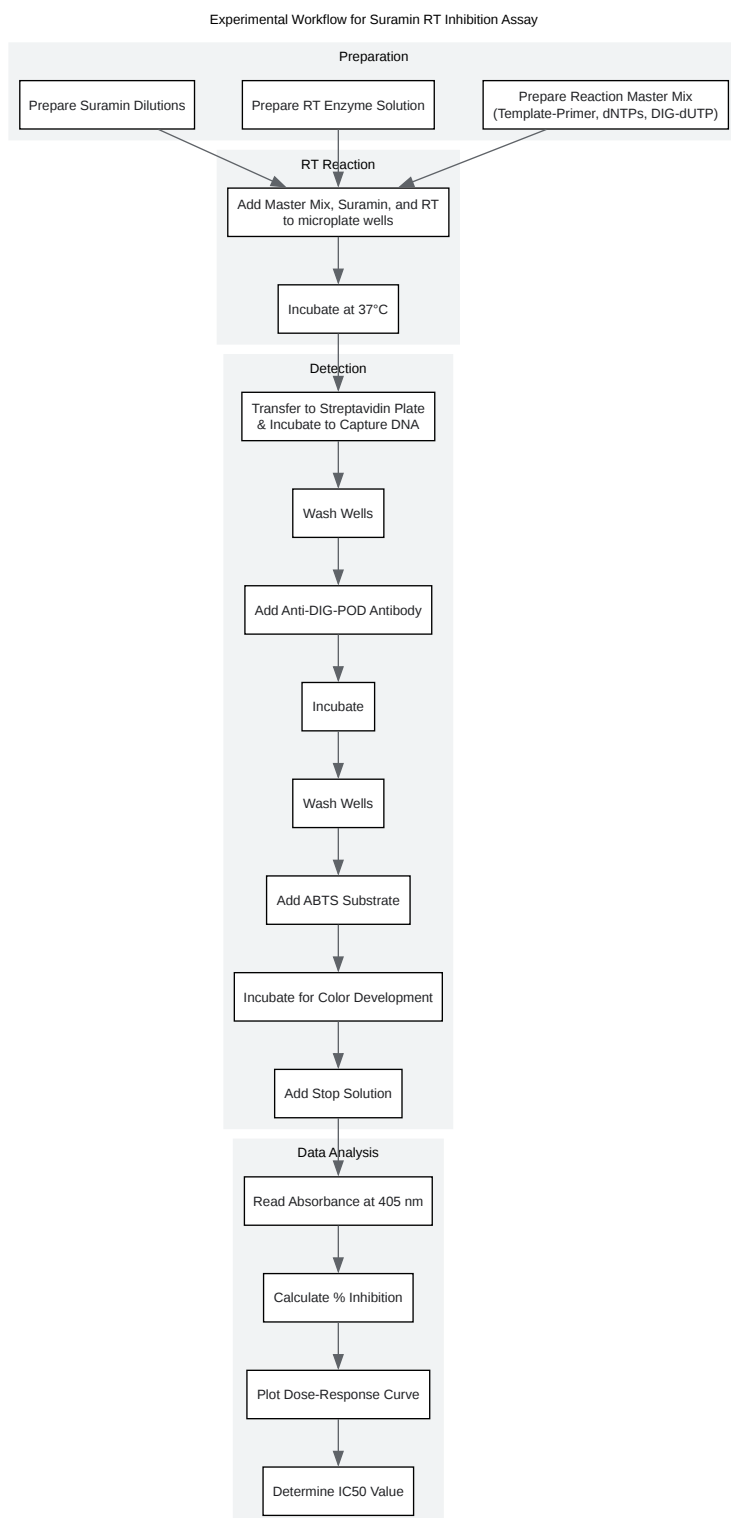 Experimental Workflow for Suramin RT Inhibition Assay
Preparation
Prepare Suramin Dilutions
Prepare RT Enzyme Solution
Prepare Reaction Master Mix
(Template-Primer, dNTPs, DIG-dUTP)
RT Reaction
Add Master Mix, Suramin, and RT
to microplate wells
Incubate at 37°C
Detection
Transfer to Streptavidin Plate
& Incubate to Capture DNA
Wash Wells
Add Anti-DIG-POD Antibody
Incubate
Wash Wells
Add ABTS Substrate
Incubate for Color Development
Add Stop Solution
Data Analysis
Read Absorbance at 405 nm
Calculate % Inhibition
Plot Dose-Response Curve
Determine IC50 Value